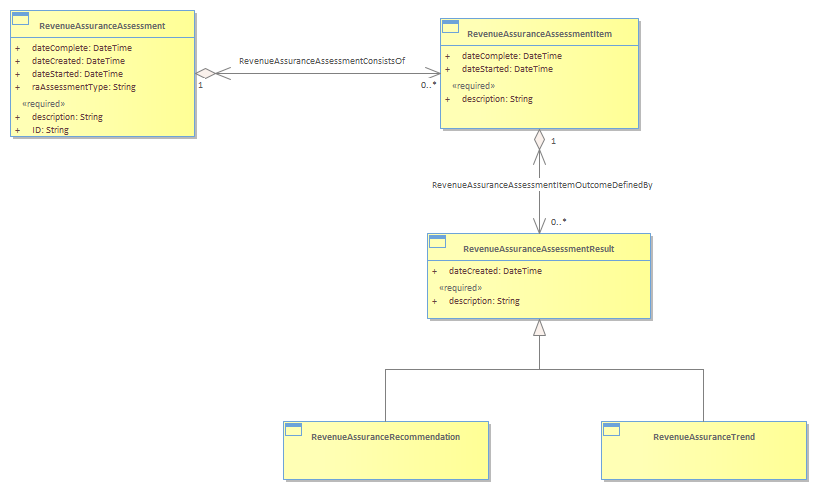 RevenueAssuranceAssessment
+ dateComplete: DateTime
+ dateCreated: DateTime
+ dateStarted: DateTime
+ raAssessmentType: String
«required»
+ description: String
+ ID: String
RevenueAssuranceAssessmentConsistsOf
1
0..*
RevenueAssuranceAssessmentItem
+ dateComplete: DateTime
+ dateStarted: DateTime
«required»
+ description: String
1
RevenueAssuranceAssessmentItemOutcomeDefinedBy
0..*
RevenueAssuranceAssessmentResult
+ dateCreated: DateTime
«required»
+ description: String
RevenueAssuranceRecommendation
RevenueAssuranceTrend